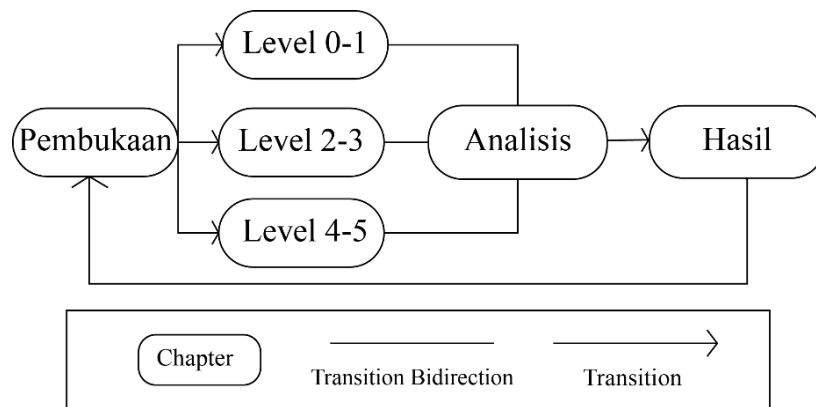 Level 0-1
Pembukaan
Level 2-3
Analisis
Hasil
Level 4-5
Chapter
Transition Bidirection
Transition